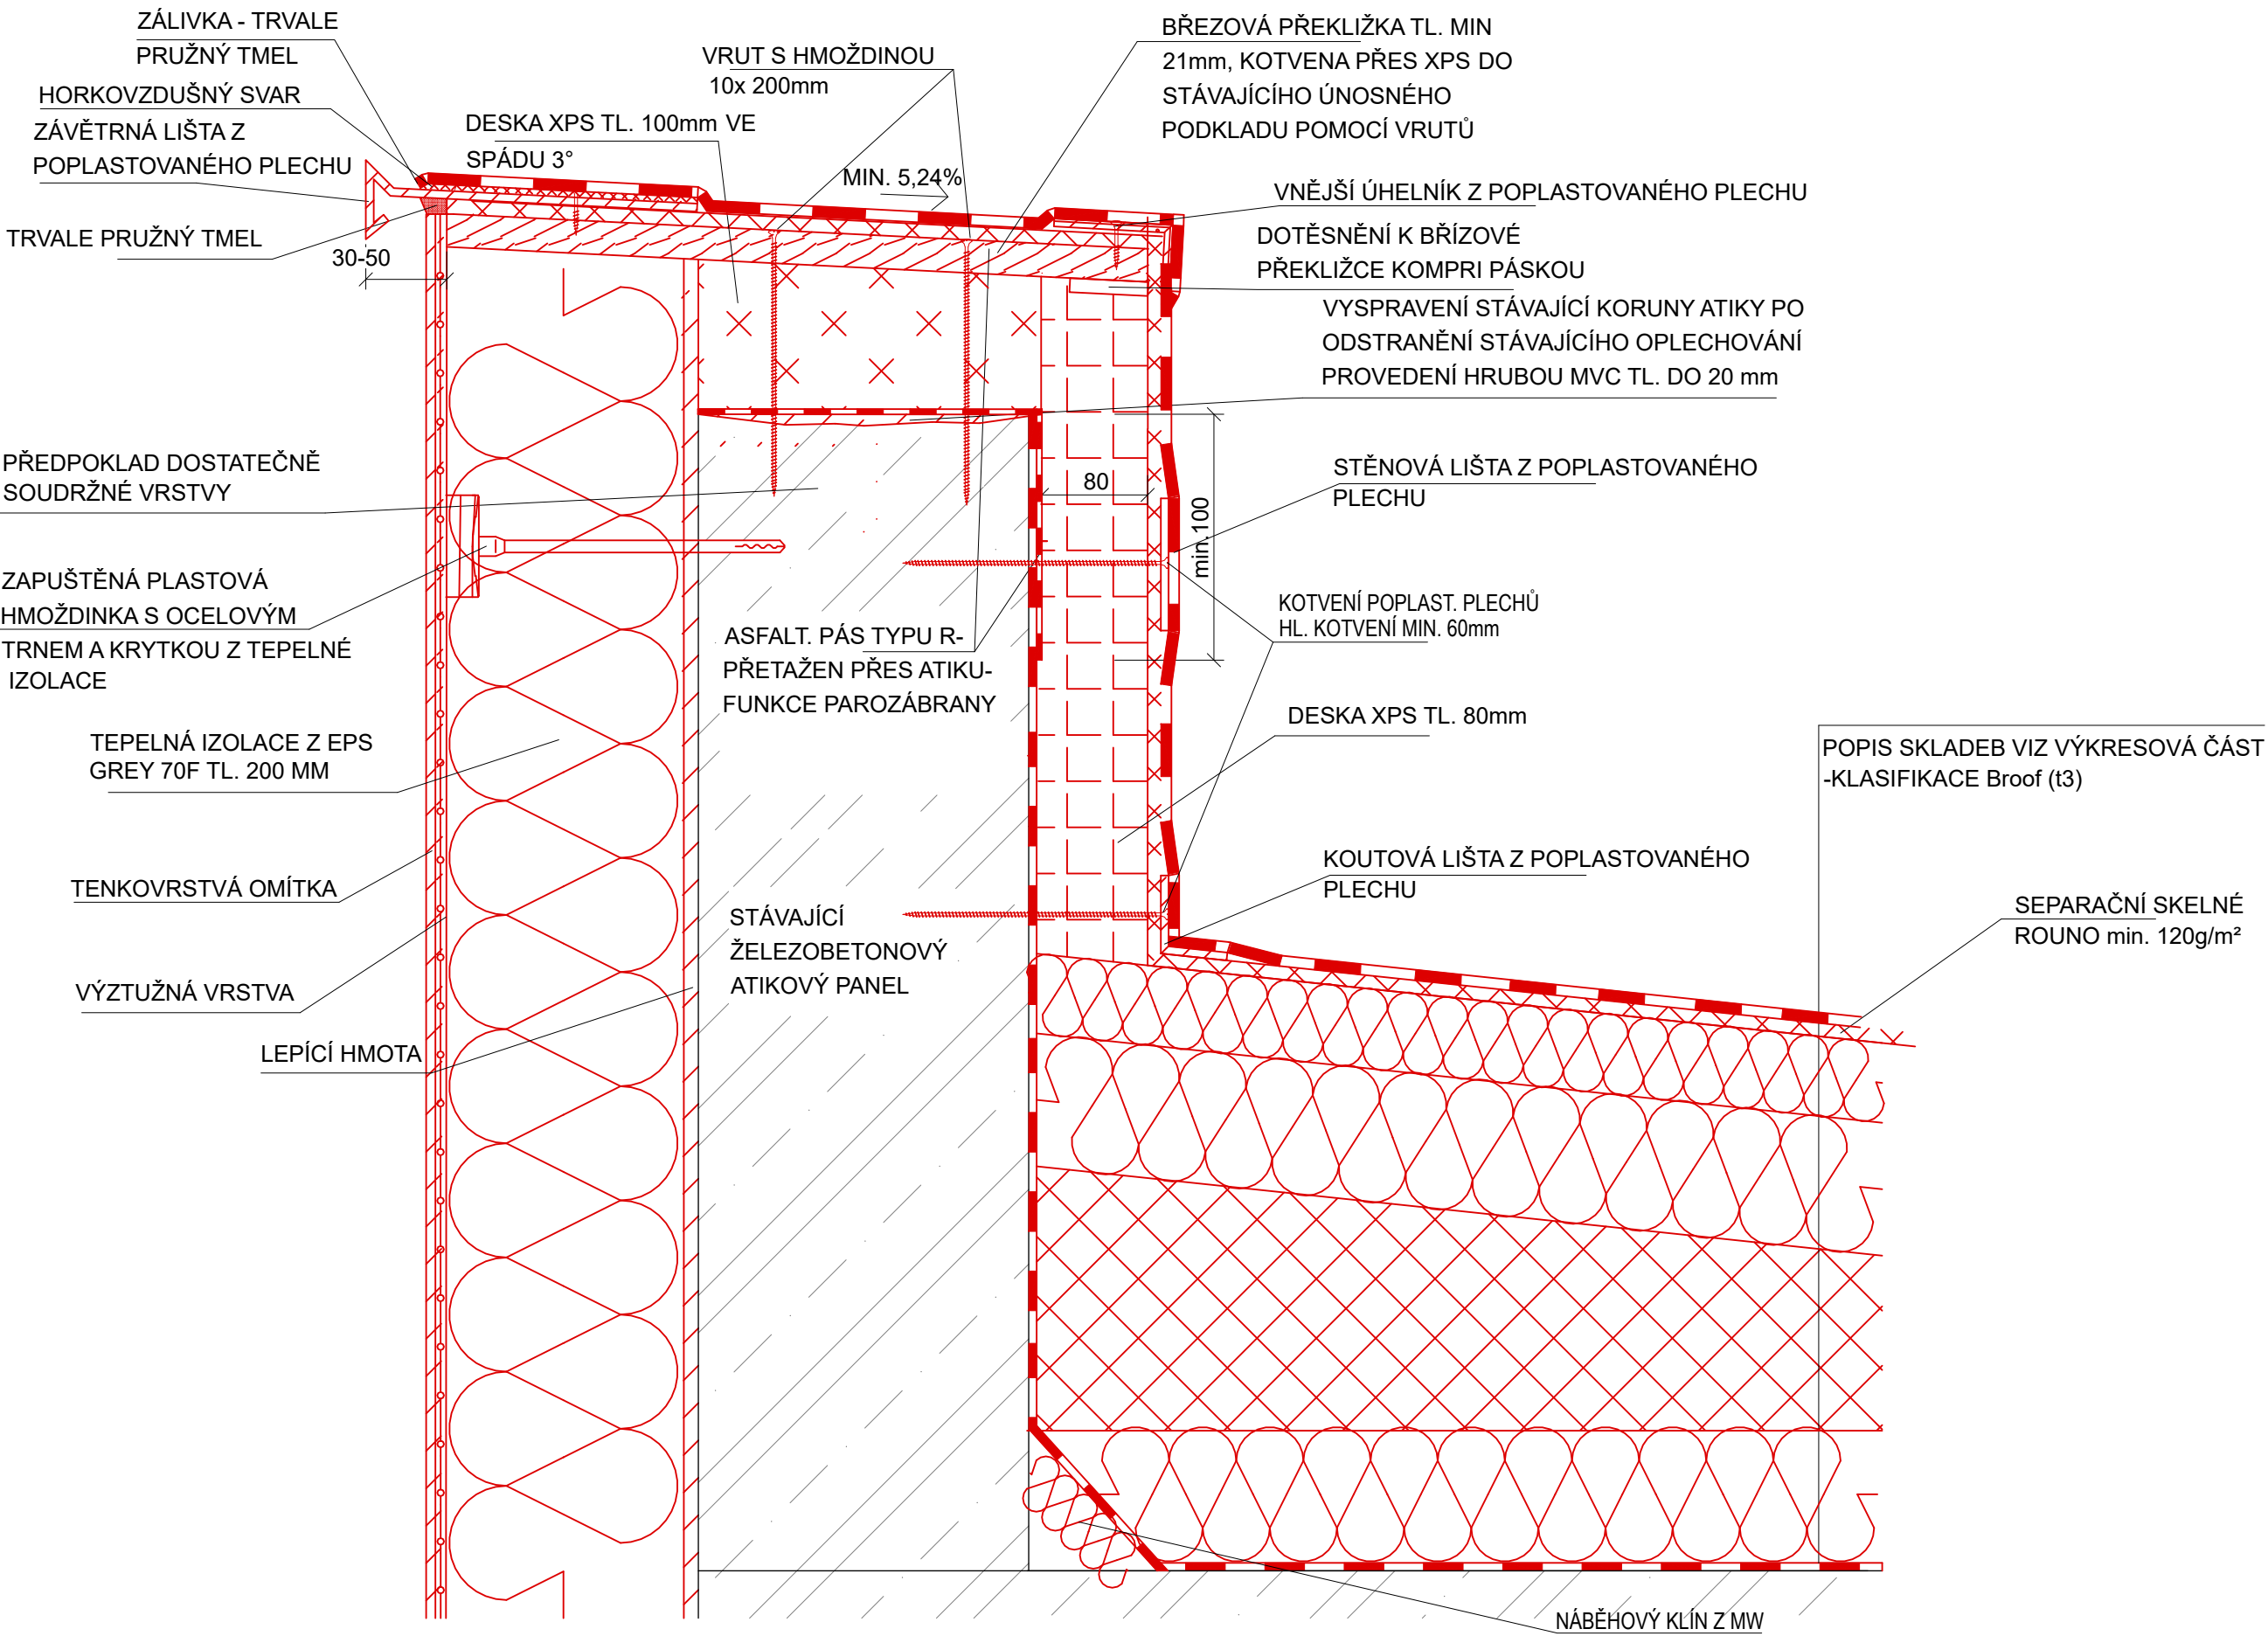 ZÁLIVKA - TRVALE
PRUŽNÝ TMEL
HORKOVZDUŠNÝ SVAR
ZÁVĚTRNÁ LIŠTA Z
POPLASTOVANÉHO PLECHU
TRVALE PRUŽNÝ TMEL
30-50
DESKA XPS TL. 100mm VE
SPÁDU 3°
VRUT S HMOŽDINOU
10x 200mm
MIN. 5,24%
BŘEZOVÁ PŘEKLIŽKA TL. MIN
21mm, KOTVENA PŘES XPS DO
STÁVAJÍCÍHO ÚNOSNÉHO
PODKLADU POMOCÍ VRUTŮ
VNĚJŠÍ ÚHELNÍK Z POPLASTOVANÉHO PLECHU
DOTĚSNĚNÍ K BŘÍZOVÉ
PŘEKLIŽCE KOMPRI PÁSKOU
VYSPRAVENÍ STÁVAJÍCÍ KORUNY ATIKY PO
ODSTRANĚNÍ STÁVAJÍCÍHO OPLECHOVÁNÍ
PROVEDENÍ HRUBOU MVC TL. DO 20 mm
PŘEDPOKLAD DOSTATEČNĚ
SOUDRŽNÉ VRSTVY
80
min.100
STĚNOVÁ LIŠTA Z POPLASTOVANÉHO
PLECHU
ZAPUŠTĚNÁ PLASTOVÁ
HMOŽDINKA S OCELOVÝM
TRNEM A KRYTKOU Z TEPELNÉ
IZOLACE
ASFALT. PÁS TYPU R-
PŘETAŽEN PŘES ATIKU-
FUNKCE PAROZÁBRANY
KOTVENÍ POPLAST. PLECHŮ
HL. KOTVENÍ MIN. 60mm
TEPELNÁ IZOLACE Z EPS
GREY 70F TL. 200 MM
DESKA XPS TL. 80mm
POPIS SKLADEB VIZ VÝKRESOVÁ ČÁST
-KLASIFIKACE Broof (t3)
TENKOVRSTVÁ OMÍTKA
STÁVAJÍCÍ
ŽELEZOBETONOVÝ
ATIKOVÝ PANEL
KOUTOVÁ LIŠTA Z POPLASTOVANÉHO
PLECHU
SEPARAČNÍ SKELNÉ
ROUNO min. 120g/m²
VÝZTUŽNÁ VRSTVA
LEPÍCÍ HMOTA
NÁBĚHOVÝ KLÍN Z MW